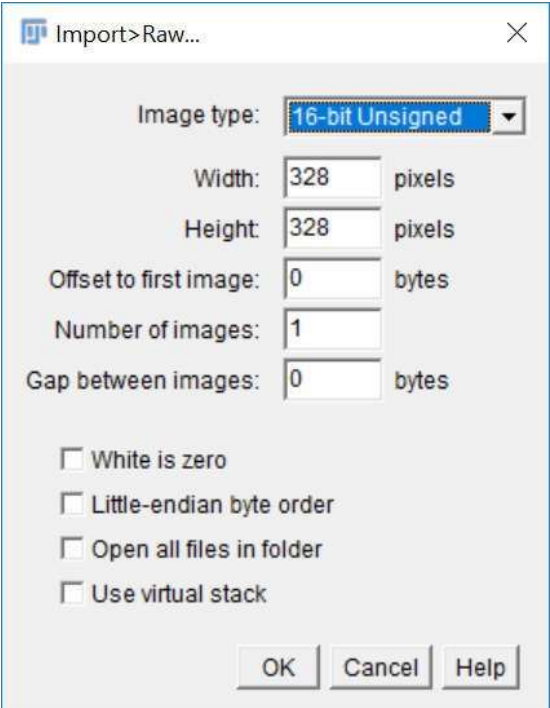 Import>Raw...
Image type: 16-bit Unsigned
Width: 328 pixels
Height: 328 pixels
Offset to first image: 0 bytes
Number of images: 1
Gap between images: 0 bytes
White is zero
Little-endian byte order
Open all files in folder
Use virtual stack
OK Cancel Help